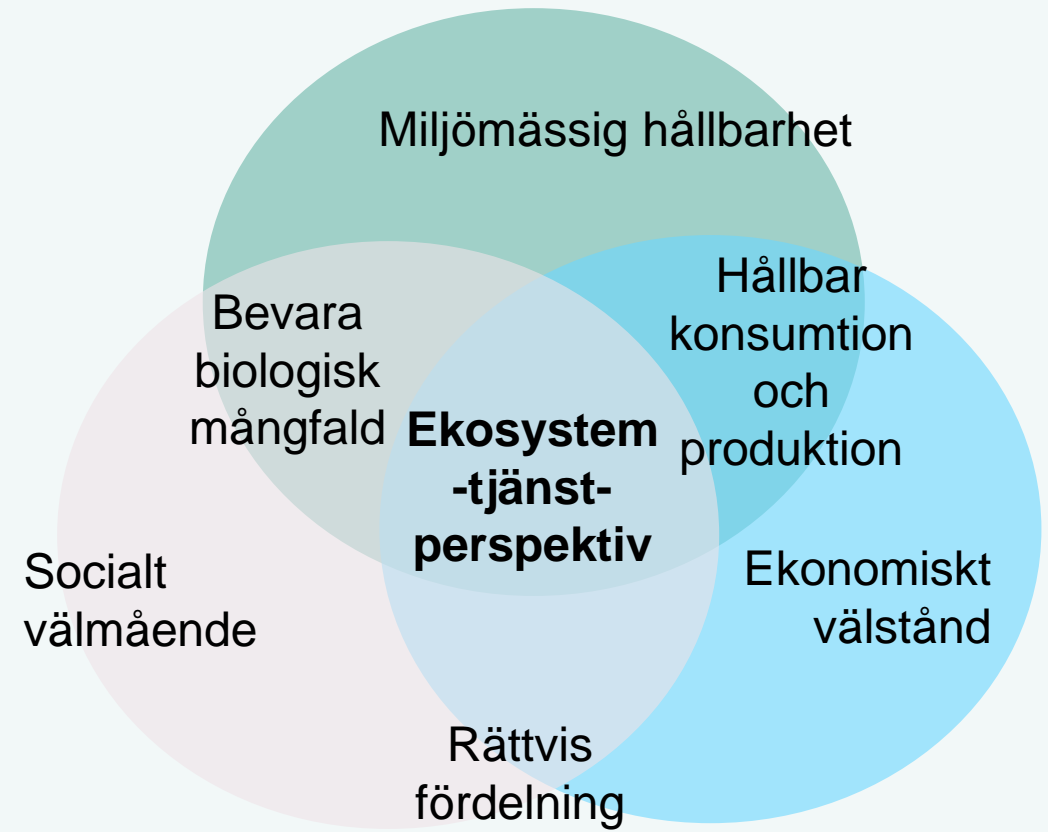 Miljömässig hållbarhet
Bevara
biologisk
mångfald
Hållbar
konsumtion
och
produktion
Ekosystem
-tjänst-
perspektiv
Socialt
välmående
Ekonomiskt
välstånd
Rättvis
fördelning